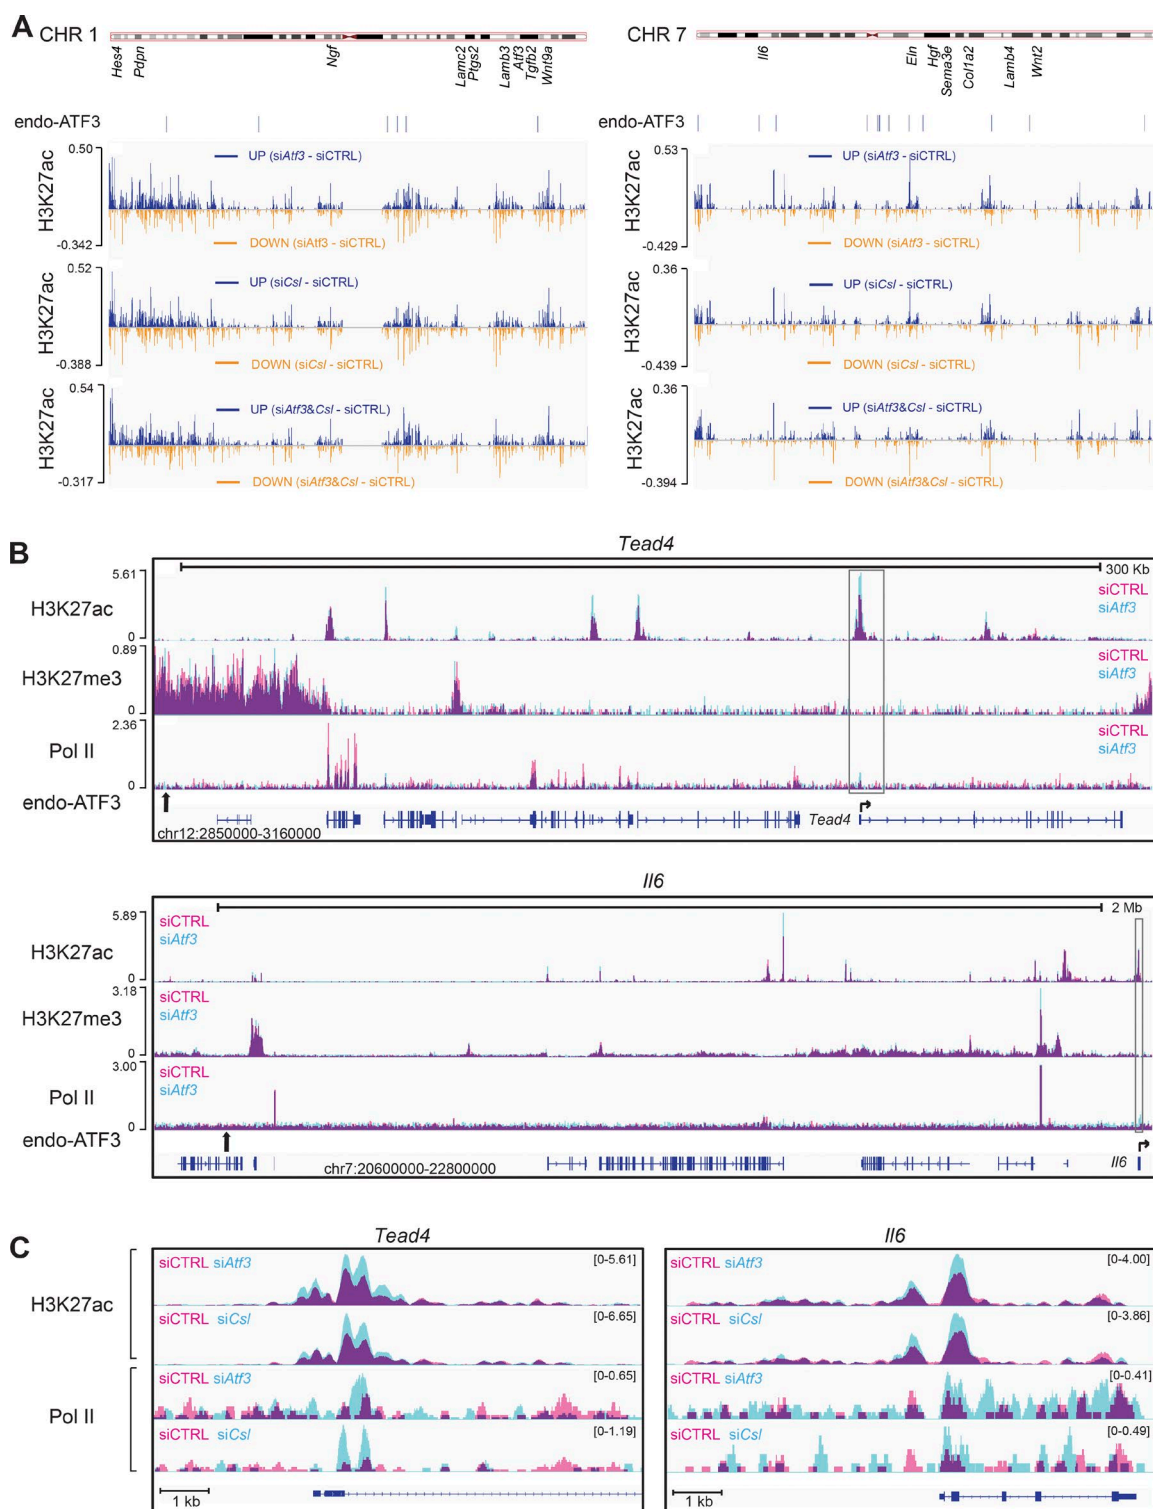 A
CHR 1
Hes4
Pdpn
Ngf
Lamc2
Ptgs2
Lamb3
Atf3
Tgfb2
Wnt9a
endo-ATF3
H3K27ac
0.50
-0.342
UP (siAtf3 - siCTRL)
DOWN (siAtf3 - siCTRL)
H3K27ac
0.52
-0.388
UP (siCsl - siCTRL)
DOWN (siCsl - siCTRL)
H3K27ac
0.54
-0.317
UP (siAtf3&Csl - siCTRL)
DOWN (siAtf3&Csl - siCTRL)
CHR 7
Il6
Eln
Hgf
Sema3e
Col1a2
Lamb4
Wnt2
endo-ATF3
H3K27ac
0.53
-0.429
UP (siAtf3 - siCTRL)
DOWN (siAtf3 - siCTRL)
H3K27ac
0.36
-0.439
UP (siCsl - siCTRL)
DOWN (siCsl - siCTRL)
H3K27ac
0.36
-0.394
UP (siAtf3&Csl - siCTRL)
DOWN (siAtf3&Csl - siCTRL)
B
Tead4
300 Kb
H3K27ac
5.61
0
siCTRL
siAtf3
H3K27me3
0.89
0
siCTRL
siAtf3
Pol II
2.36
0
siCTRL
siAtf3
endo-ATF3
Tead4
chr12:2850000-3160000
Il6
2 Mb
H3K27ac
5.89
0
siCTRL
siAtf3
H3K27me3
3.18
0
siCTRL
siAtf3
Pol II
3.00
0
siCTRL
siAtf3
endo-ATF3
chr7:20600000-22800000
Il6
C
Tead4
H3K27ac
siCTRL siAtf3 [0-5.61]
siCTRL siCsl [0-6.65]
Pol II
siCTRL siAtf3 [0-0.65]
siCTRL siCsl [0-1.19]
1 kb
Il6
siCTRL siAtf3 [0-4.00]
siCTRL siCsl [0-3.86]
siCTRL siAtf3 [0-0.41]
siCTRL siCsl [0-0.49]
1 kb